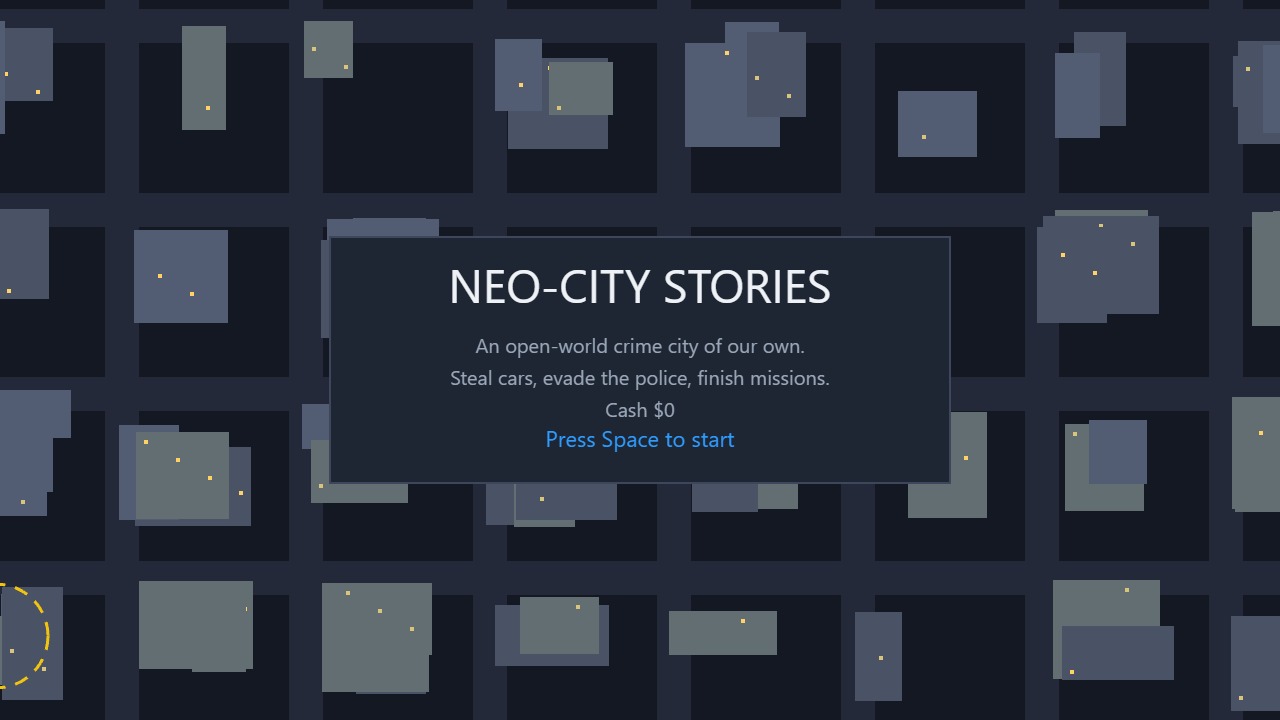 NEO-CITY STORIES
An open-world crime city of our own.
Steal cars, evade the police, finish missions.
Cash $0
Press Space to start